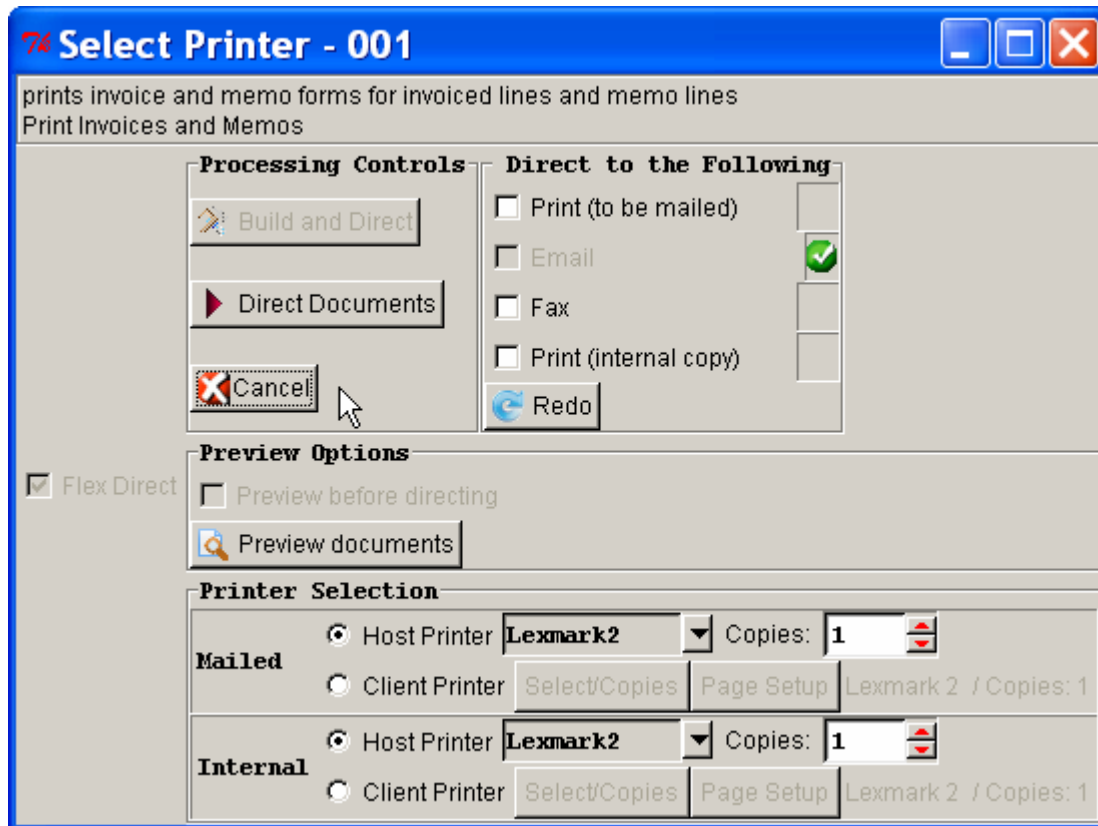 Select Printer - 001
prints invoice and memo forms for invoiced lines and memo lines
Print Invoices and Memos
Processing Controls
Build and Direct
Direct Documents
Cancel
Direct to the Following
Print (to be mailed)
Email
Fax
Print (internal copy)
Redo
Flex Direct
Preview Options
Preview before directing
Preview documents
Printer Selection
Mailed
Host Printer Lexmark2 Copies: 1
Client Printer Select/Copies Page Setup Lexmark 2 / Copies: 1
Internal
Host Printer Lexmark2 Copies: 1
Client Printer Select/Copies Page Setup Lexmark 2 / Copies: 1